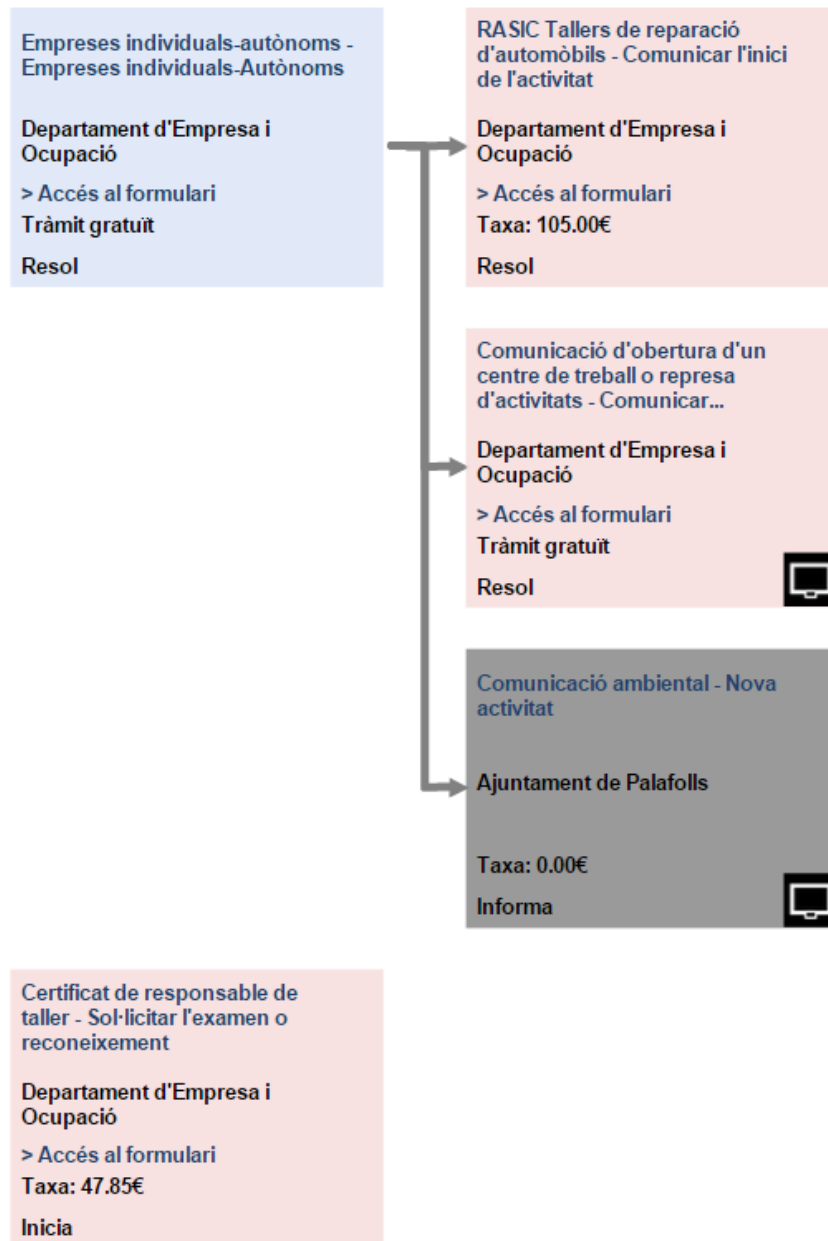 Empreses individuals-autònoms -
Empreses individuals-Autònoms
Departament d'Empresa i
Ocupació
> Accés al formulari
Tràmit gratuït
Resol
RASIC Tallers de reparació
d'automòbils - Comunicar l'inici
de l'activitat
Departament d'Empresa i
Ocupació
> Accés al formulari
Taxa: 105.00€
Resol
Comunicació d'obertura d'un
centre de treball o represa
d'activitats - Comunicar...
Departament d'Empresa i
Ocupació
> Accés al formulari
Tràmit gratuït
Resol
Comunicació ambiental - Nova
activitat
Ajuntament de Palafolls
Taxa: 0.00€
Informa
Certificat de responsable de
taller - Sol·licitar l'examen o
reconeixement
Departament d'Empresa i
Ocupació
> Accés al formulari
Taxa: 47.85€
Inicia